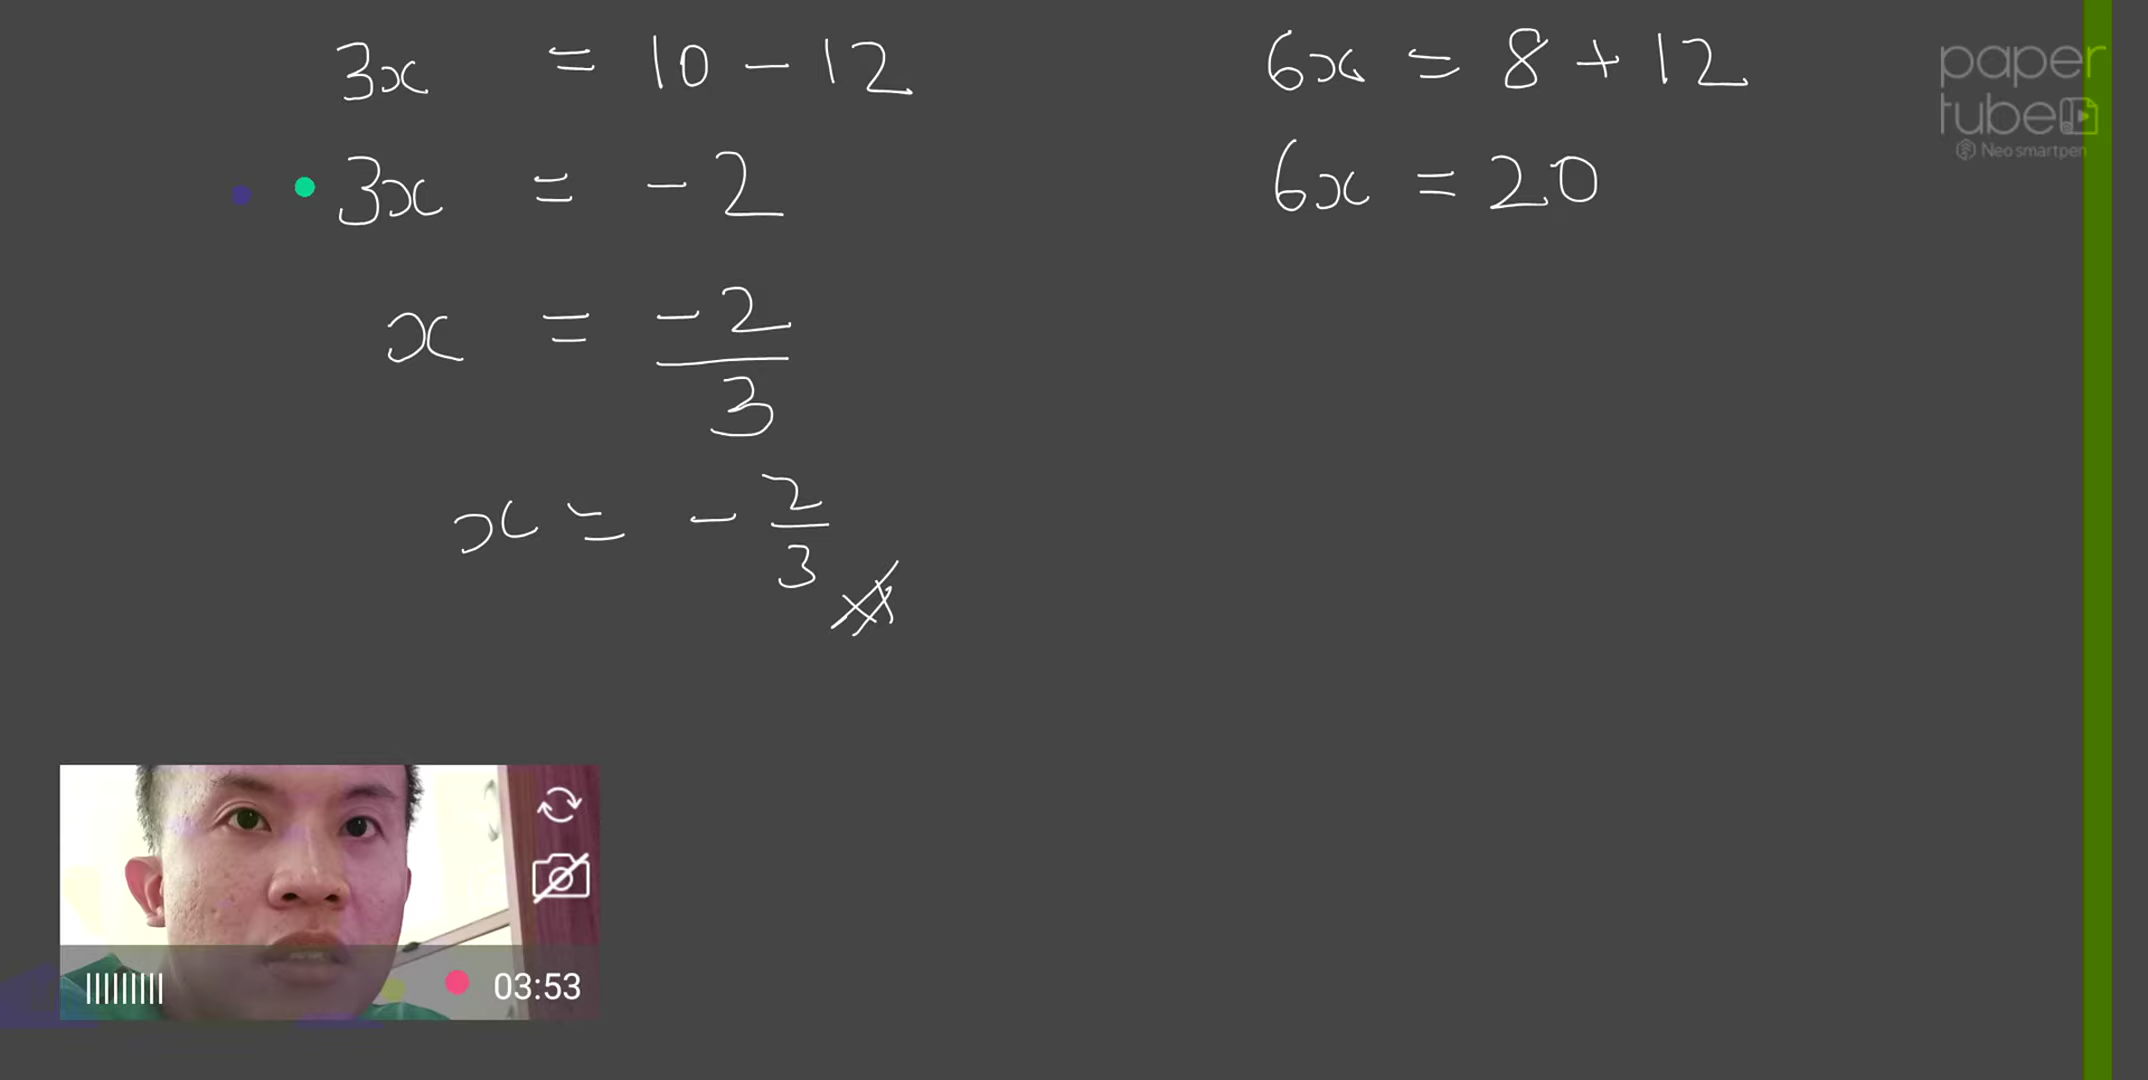 3x = 10 - 12
3x = -2
x = -2/3
x = - 2/3
6x = 8 + 12
6x = 20
paper
tube
Neo smartpen
03:53